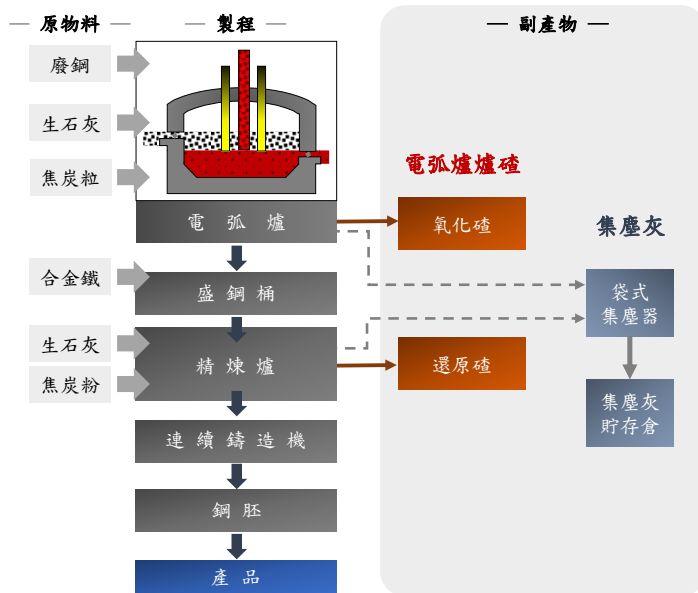 原物料
製程
副產物
廢鋼
生石灰
焦炭粒
電弧爐
電弧爐爐碴
氧化碴
集塵灰
合金鐵
盛鋼桶
袋式
集塵器
生石灰
焦炭粉
精煉爐
還原碴
集塵灰
貯存倉
連續鑄造機
鋼胚
產品